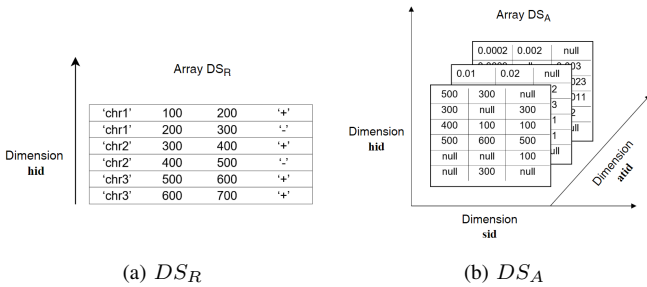 Array DS_R
'chr1' 100 200 '+'
'chr1' 200 300 '-'
'chr2' 300 400 '+'
'chr2' 400 500 '-'
'chr3' 500 600 '+'
'chr3' 600 700 '+'
Dimension
hid
(a) DS_R
Array DS_A
0.0002 0.002 null
0.01 0.02 null
500 300 null
300 null 300
400 100 100
500 600 500
null null 100
null 300 null
Dimension
hid
Dimension
sid
Dimension
atid
(b) DS_A